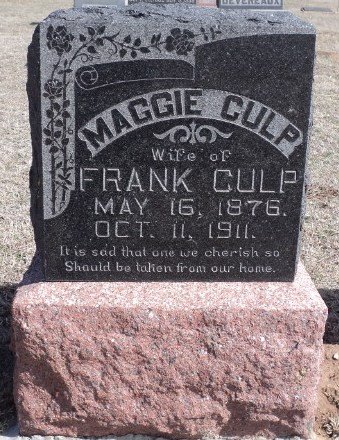 DEVEREAUX
MAGGIE CULP
Wife of
FRANK CULP
MAY 16, 1876.
OCT. 11, 1911.
It is sad that one we cherish so
Should be taken from our home.